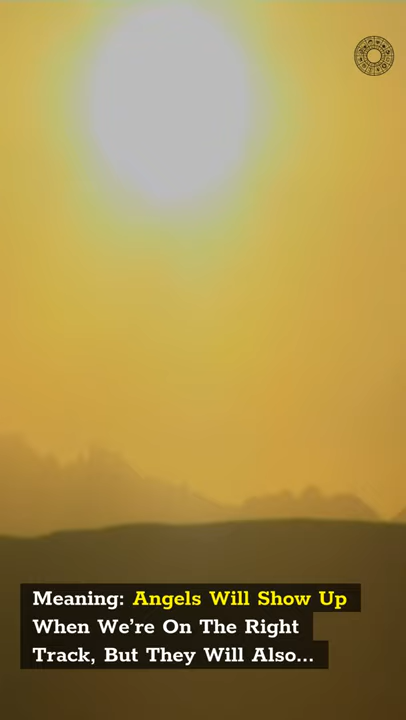 Meaning: Angels Will Show Up
When We're On The Right
Track, But They Will Also...